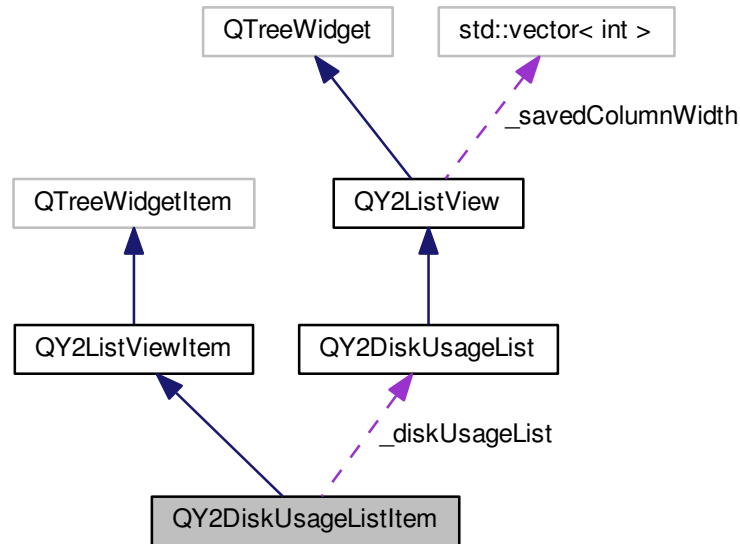 QTreeWidget
std::vector< int >
_savedColumnWidth
QTreeWidgetItem
QY2ListView
QY2ListViewItem
QY2DiskUsageList
_diskUsageList
QY2DiskUsageListItem